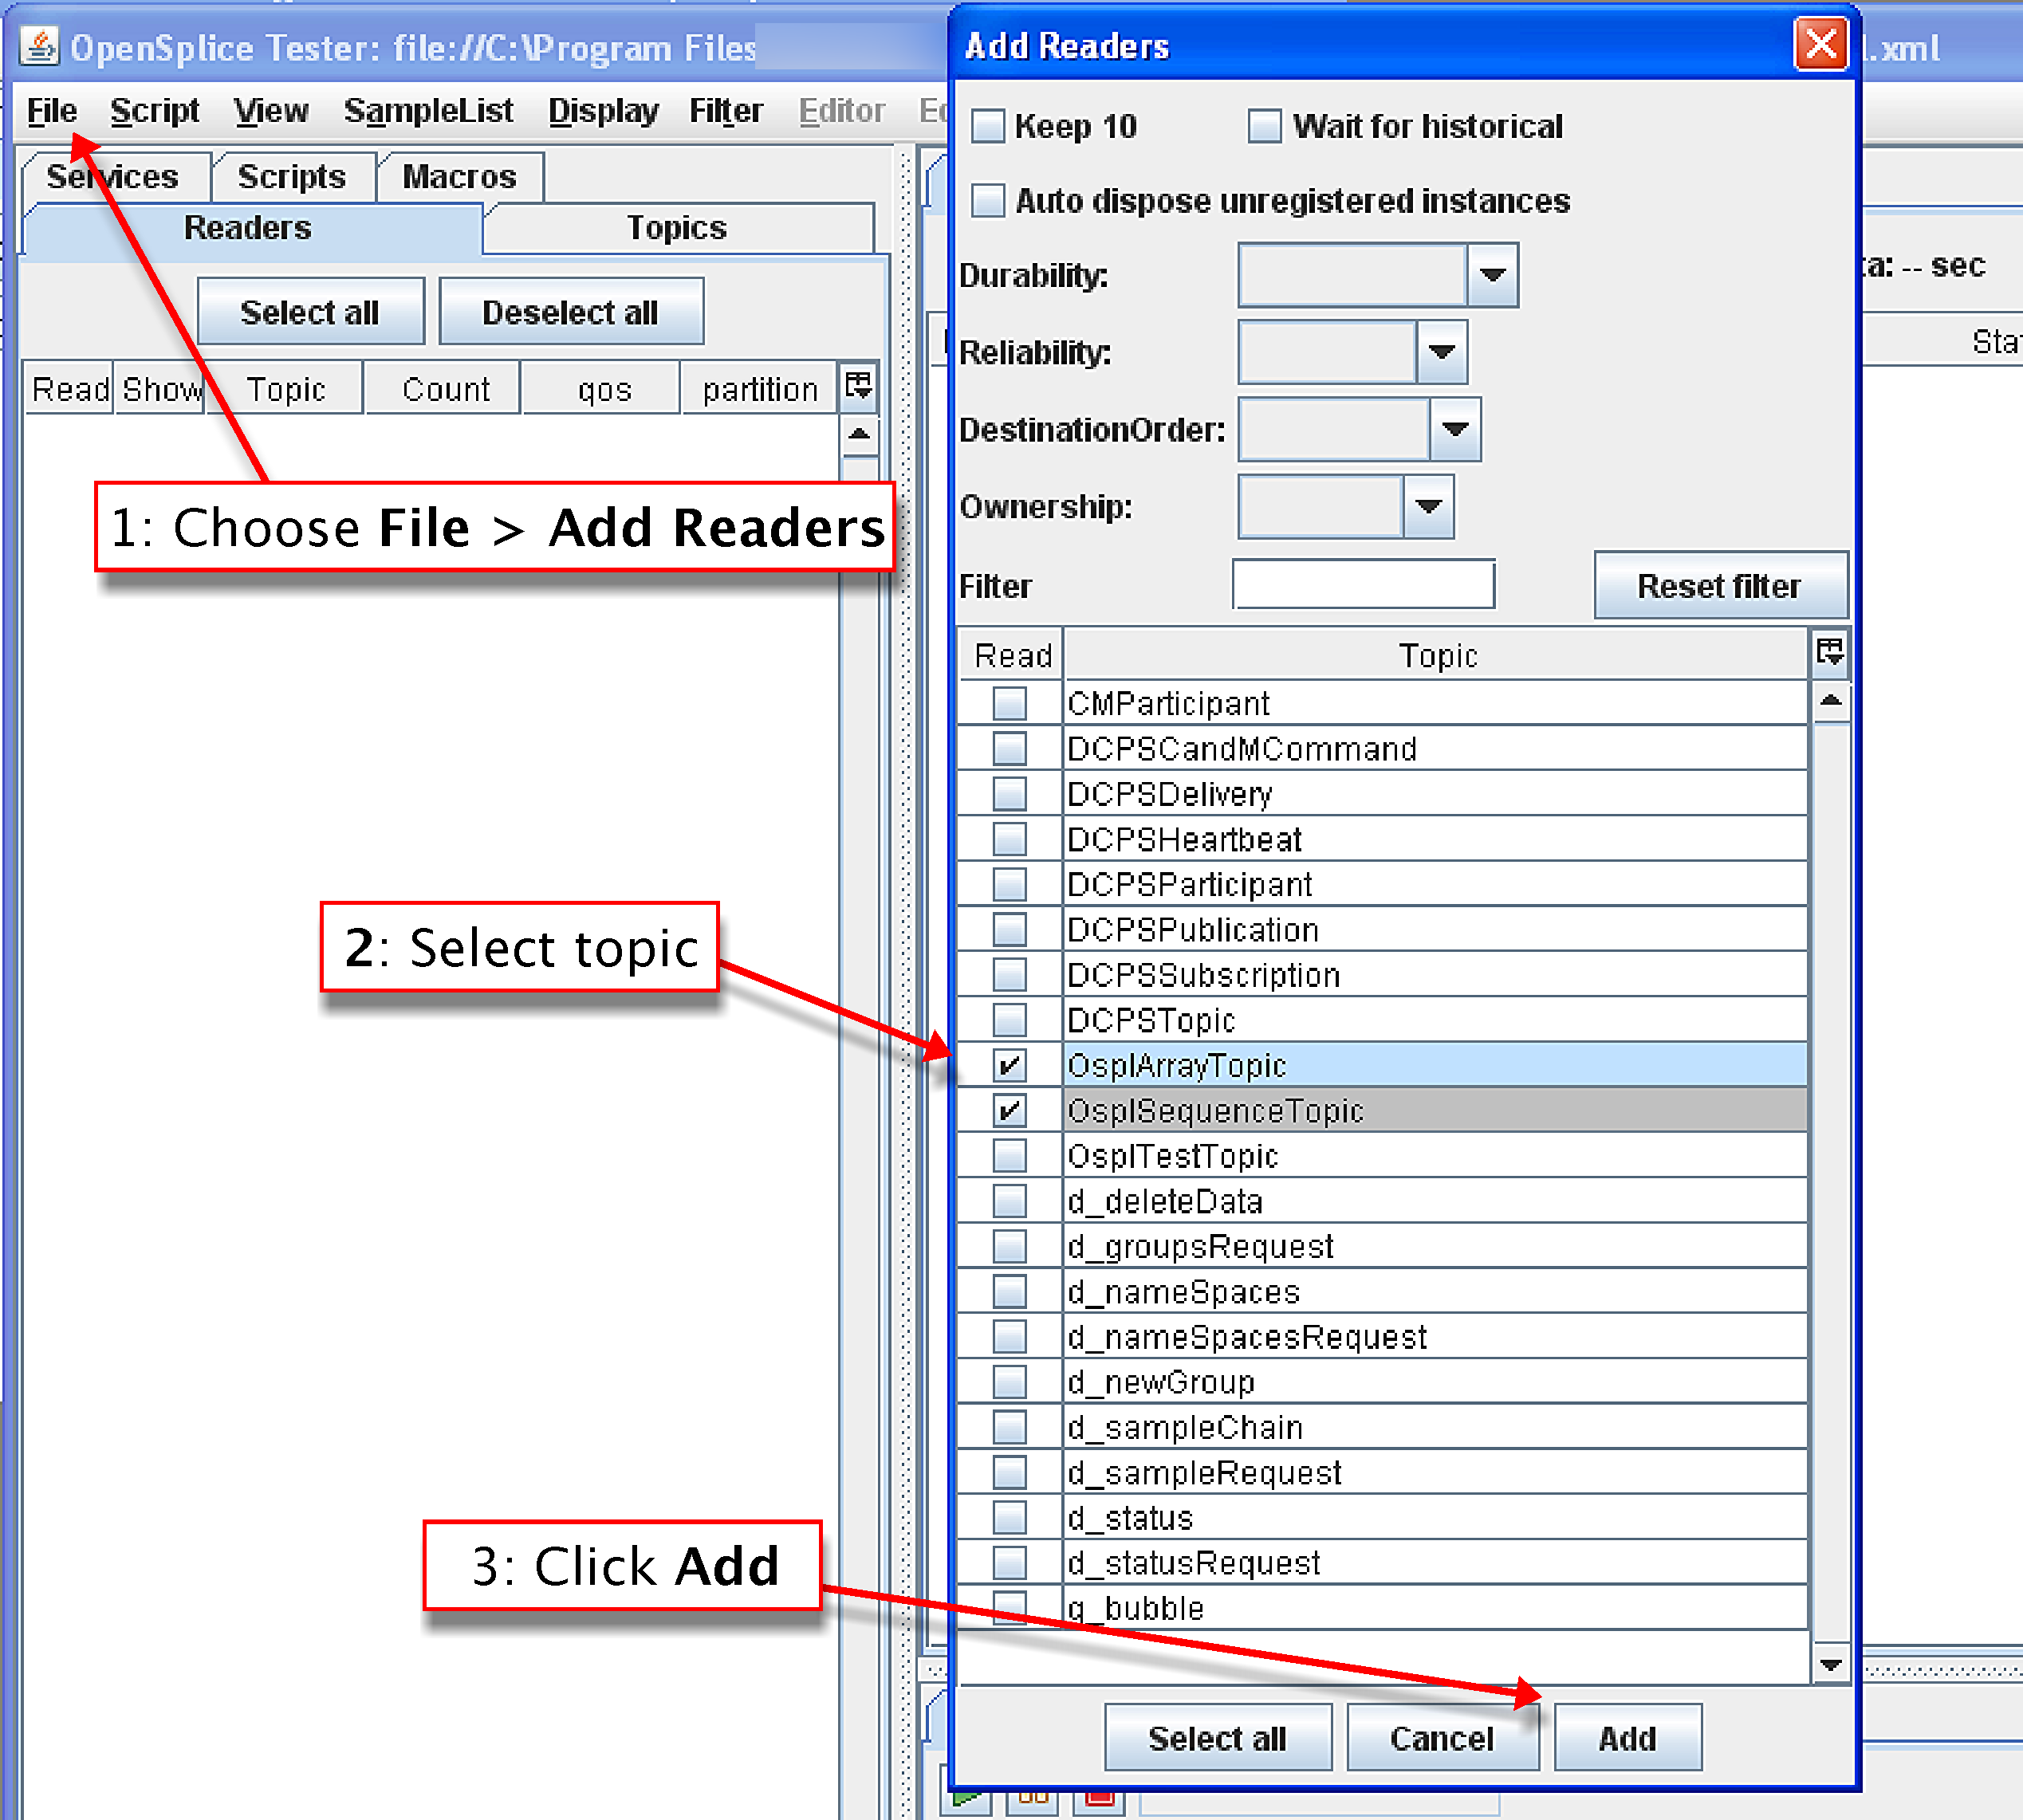 OpenSplice Tester: file://C:\Program Files
File Script View SampleList Display Filter Editor
Services Scripts Macros
Readers Topics
Select all Deselect all
Read Show Topic Count qos partition
1: Choose File > Add Readers
2: Select topic
3: Click Add
Add Readers
Keep 10 Wait for historical
Auto dispose unregistered instances
Durability:
Reliability:
DestinationOrder:
Ownership:
Filter Reset filter
Read Topic
CMParticipant
DCPSCandMCommand
DCPSDelivery
DCPSHeartbeat
DCPSParticipant
DCPSPublication
DCPSSubscription
DCPSTopic
OsplArrayTopic
OsplSequenceTopic
OsplTestTopic
d_deleteData
d_groupsRequest
d_nameSpaces
d_nameSpacesRequest
d_newGroup
d_sampleChain
d_sampleRequest
d_status
d_statusRequest
q_bubble
Select all Cancel Add
.xml
-- sec